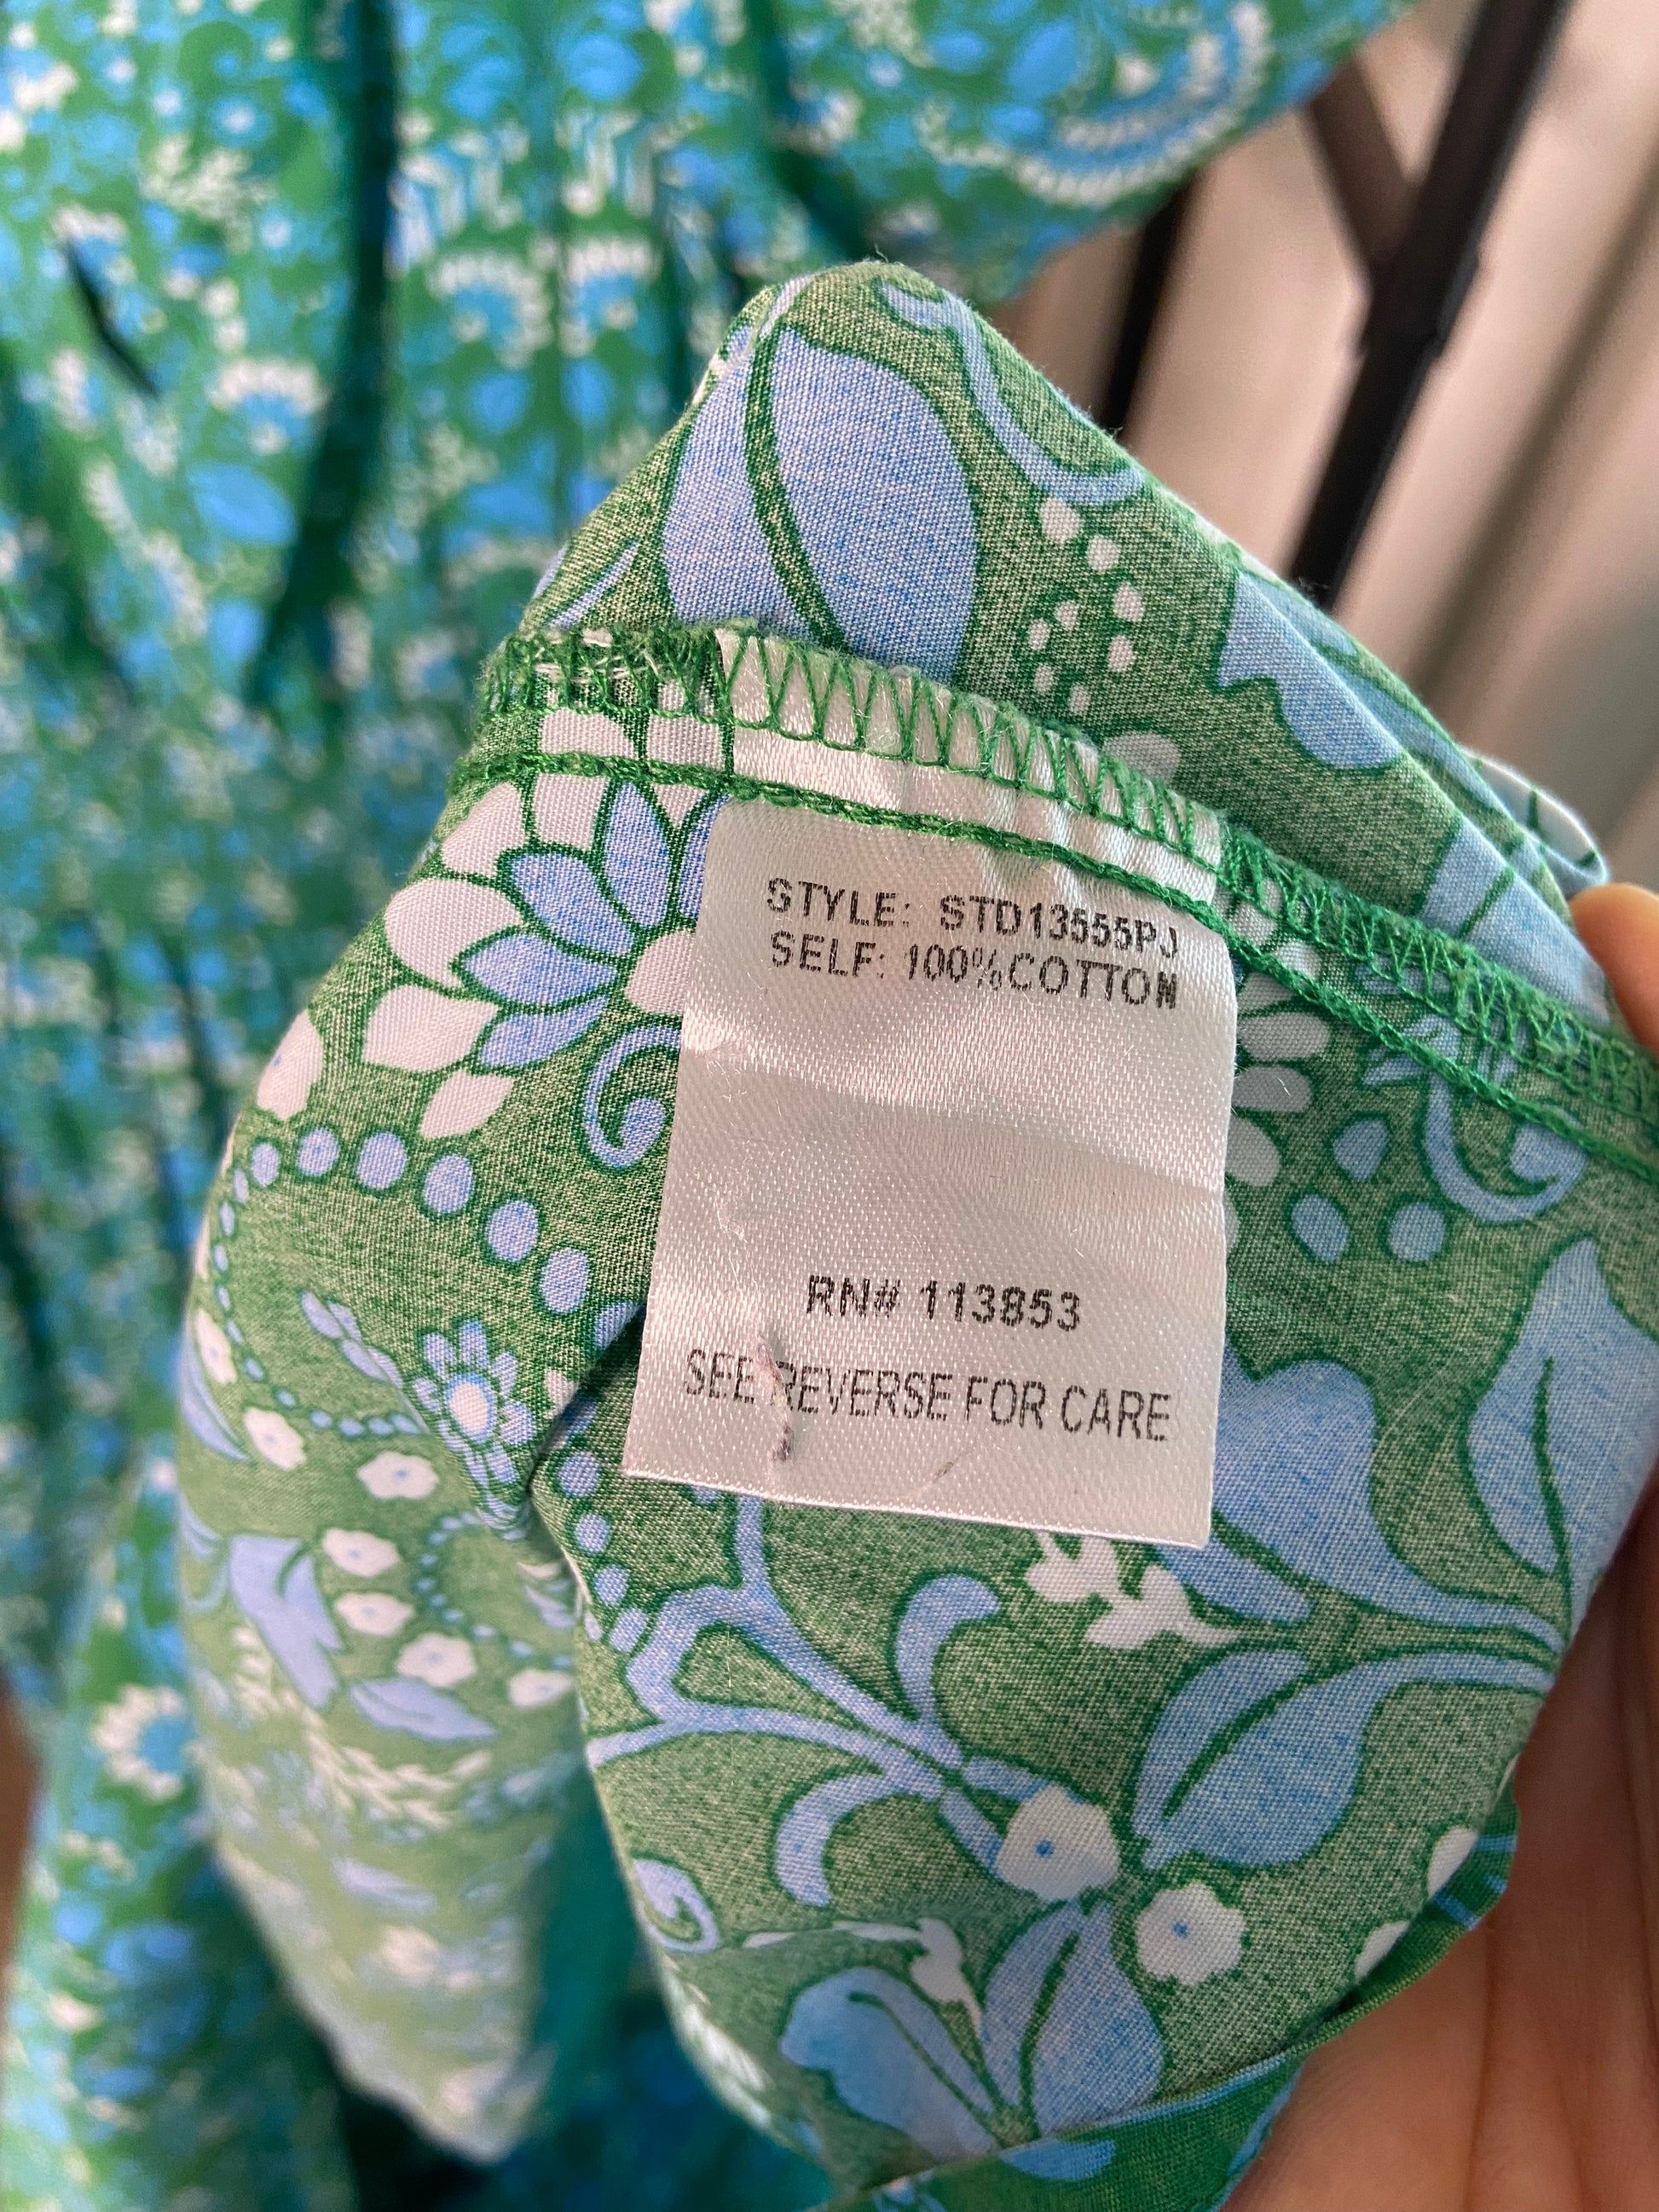 STYLE: STD13555PJ
SELF: 100%COTTON
RN# 113853
SEE REVERSE FOR CARE